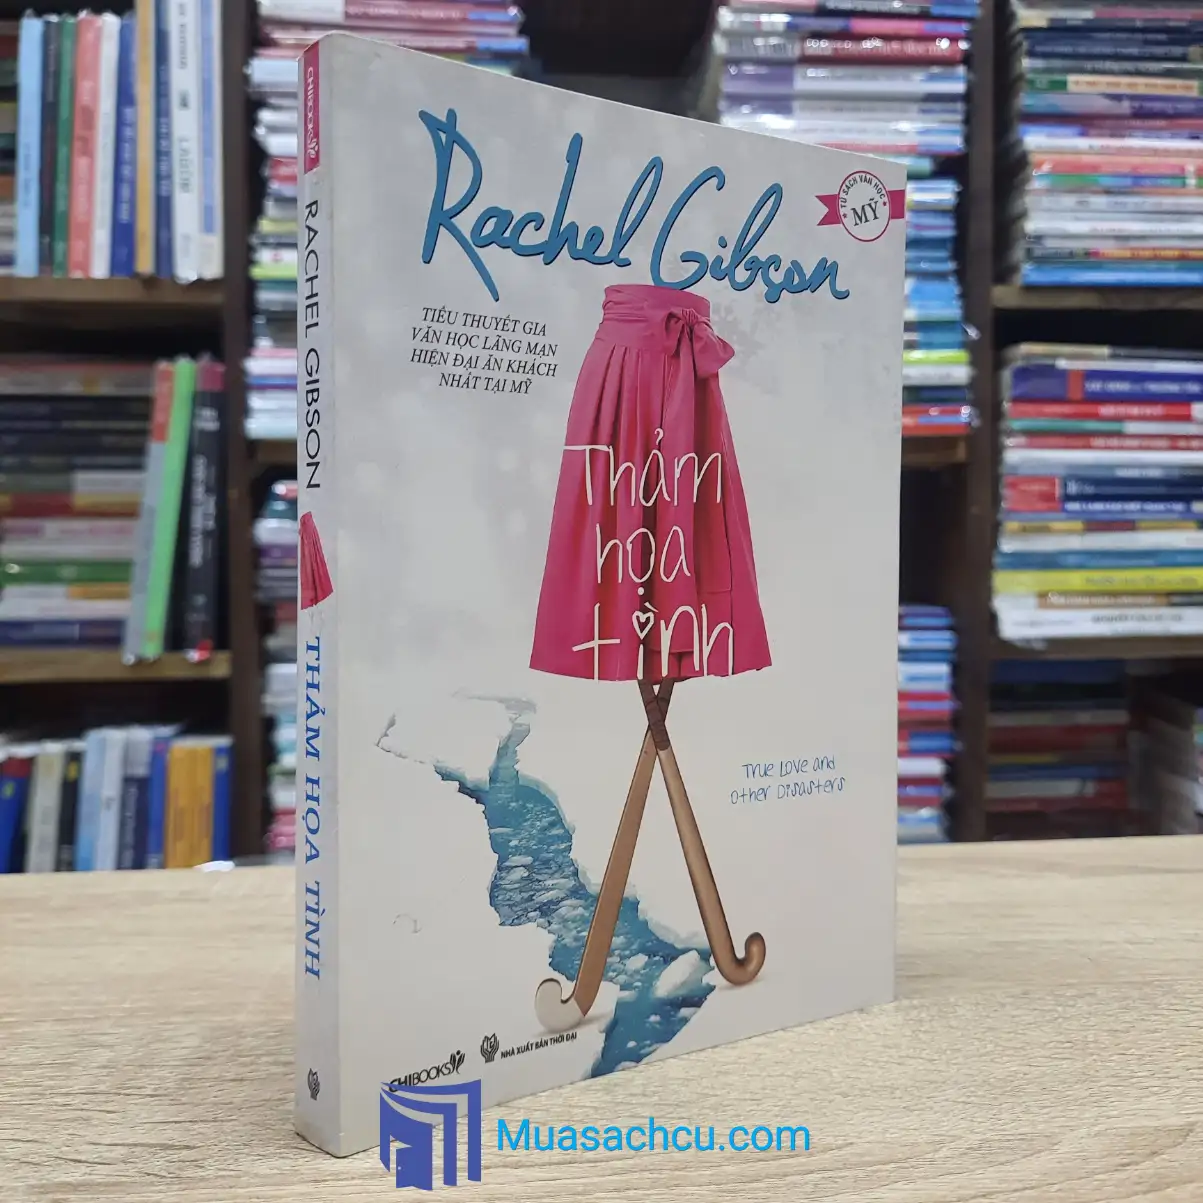 CHIBOOKS
RACHEL GIBSON
THẢM HỌA TÌNH
Rachel Gibson
TỦ SÁCH VĂN HỌC
MỸ
TIỂU THUYẾT GIA
VĂN HỌC LÃNG MẠN
HIỆN ĐẠI ĂN KHÁCH
NHẤT TẠI MỸ
Thảm
họa
tình
True Love and
Other Disasters
CHIBOOKS
NHÀ XUẤT BẢN THỜI ĐẠI
Muasachcu.com